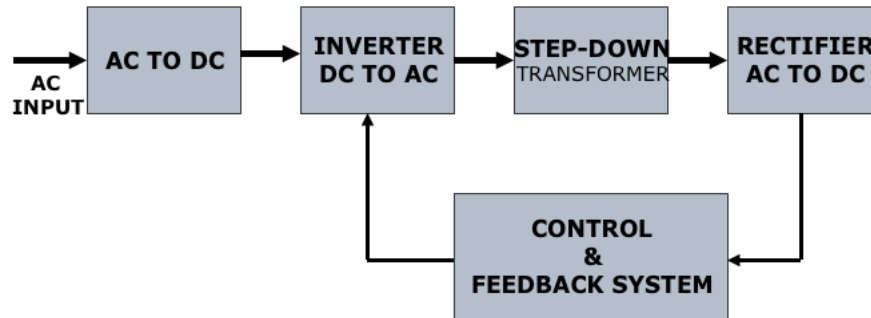 AC
INPUT
AC TO DC
INVERTER
DC TO AC
STEP-DOWN
TRANSFORMER
RECTIFIER
AC TO DC
CONTROL
&
FEEDBACK SYSTEM